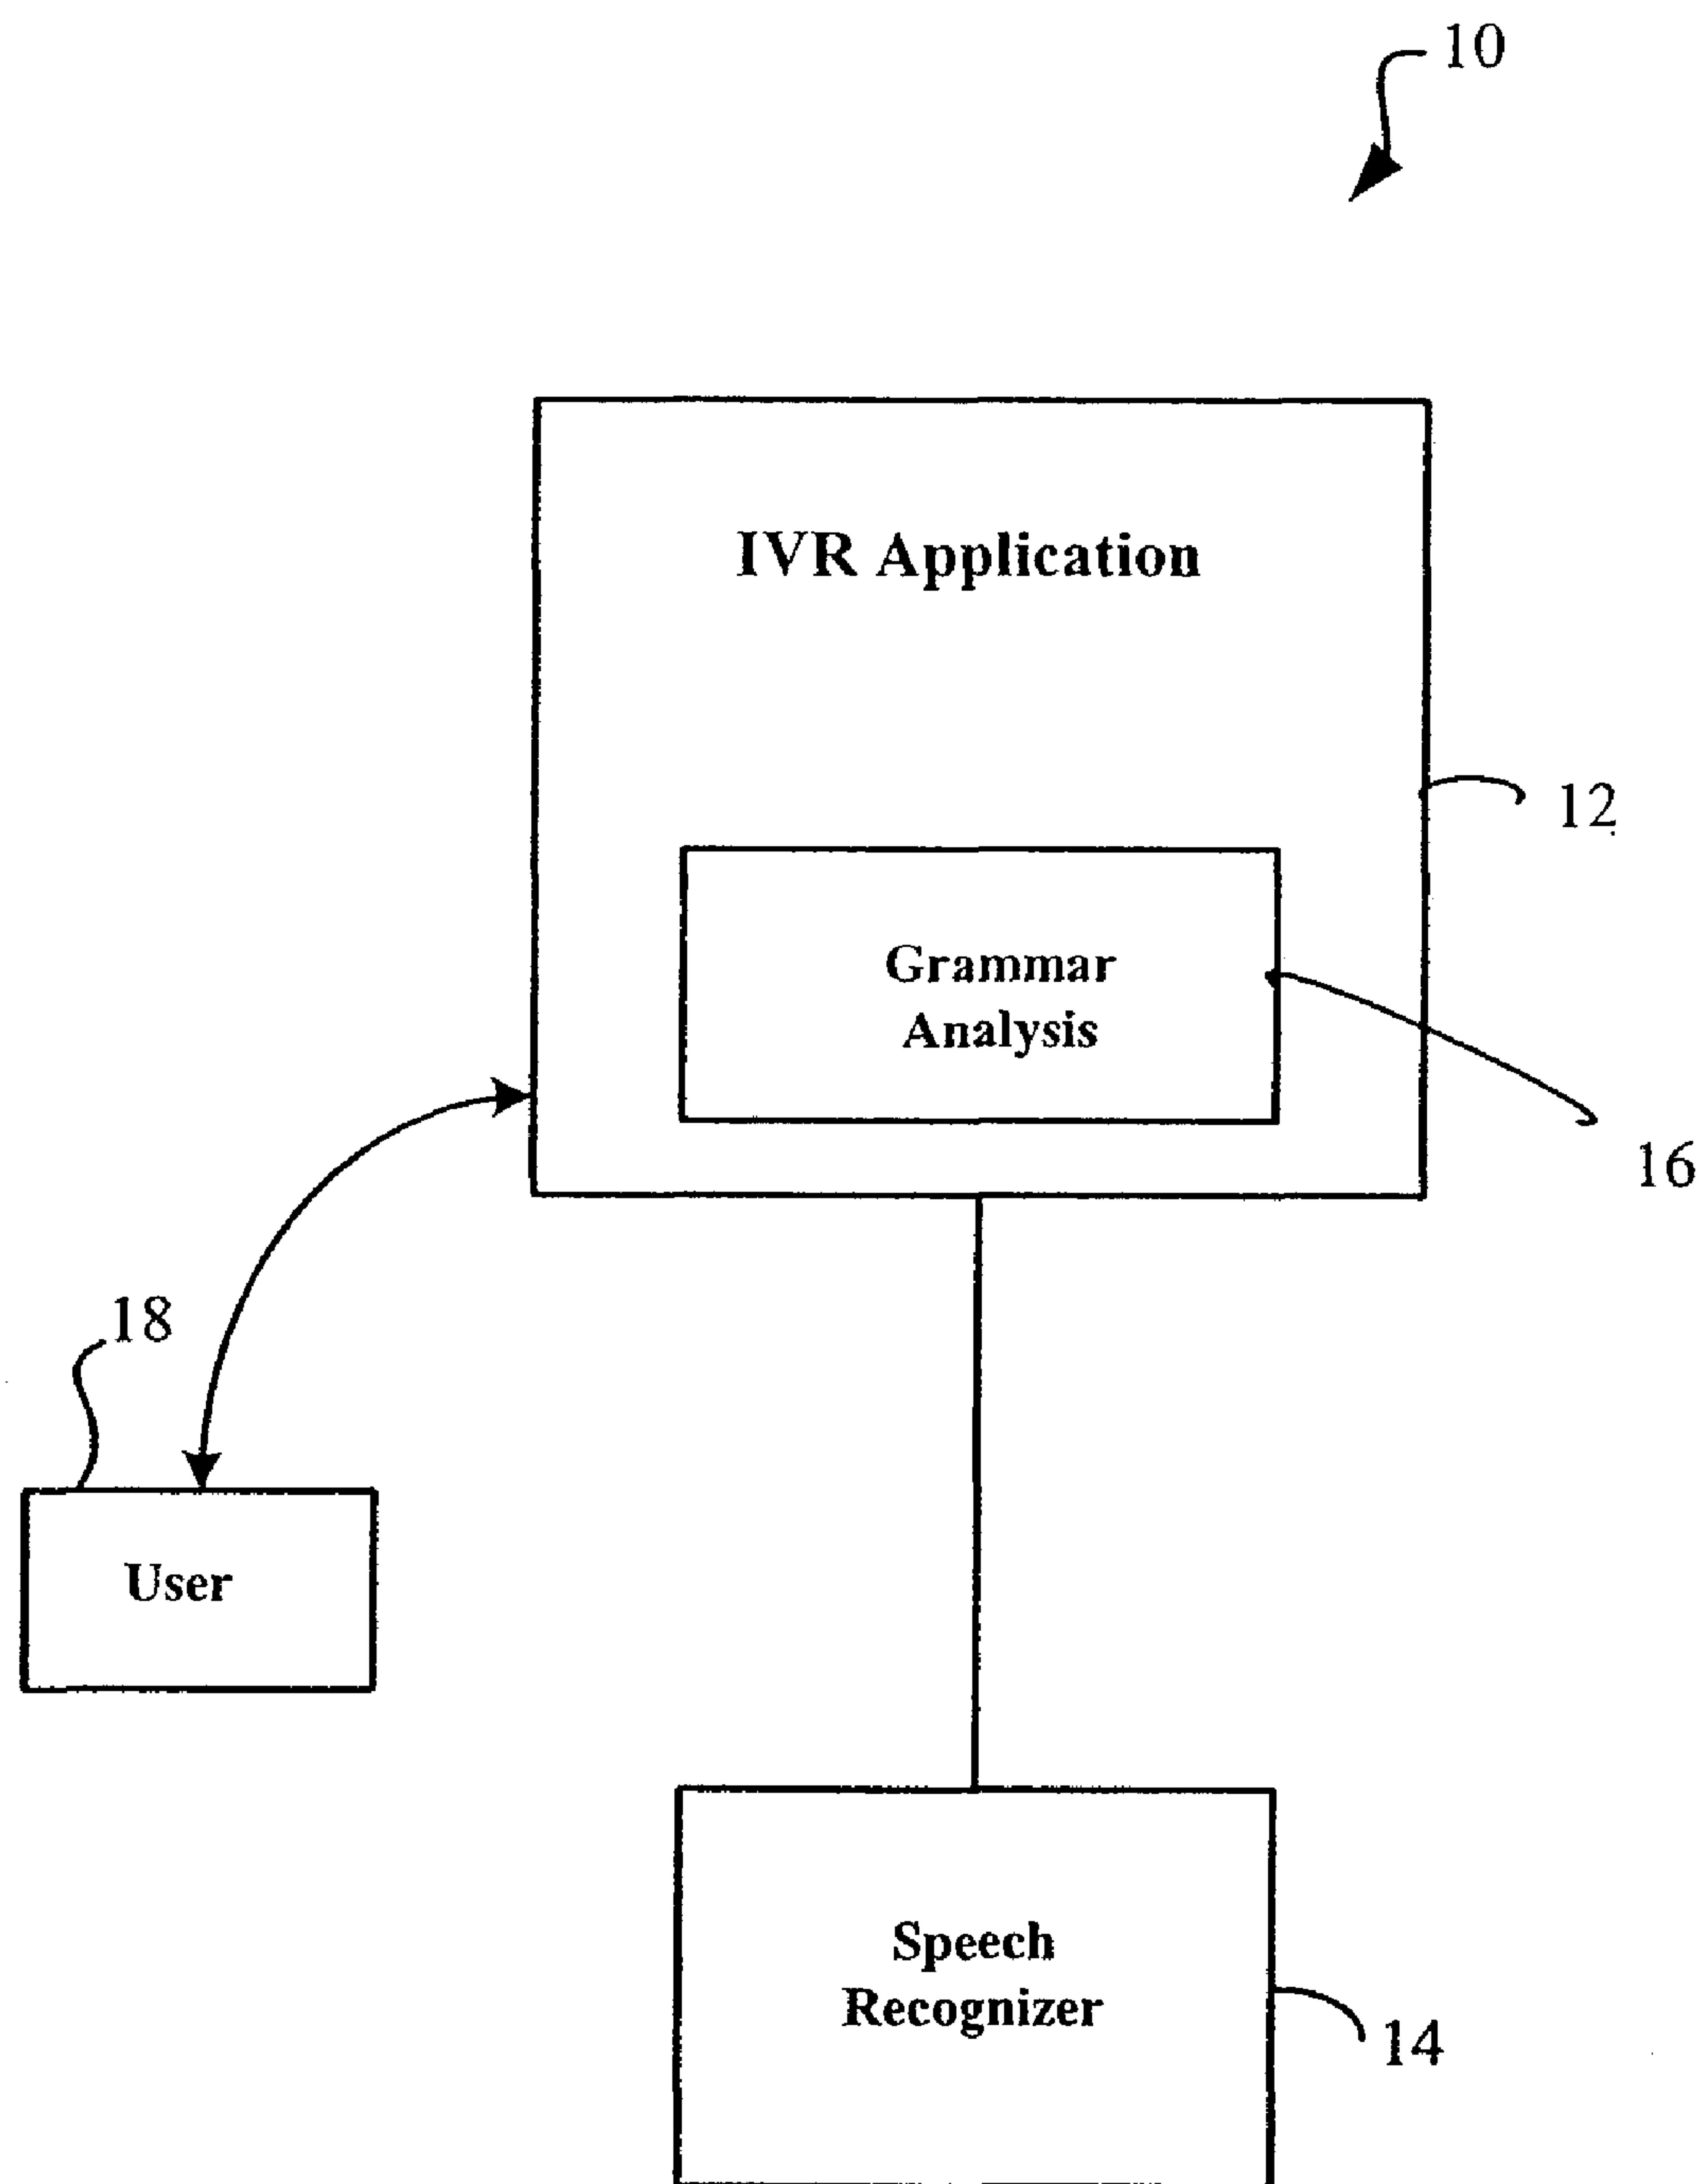 10
IVR Application
12
Grammar
Analysis
16
18
User
Speech
Recognizer
14